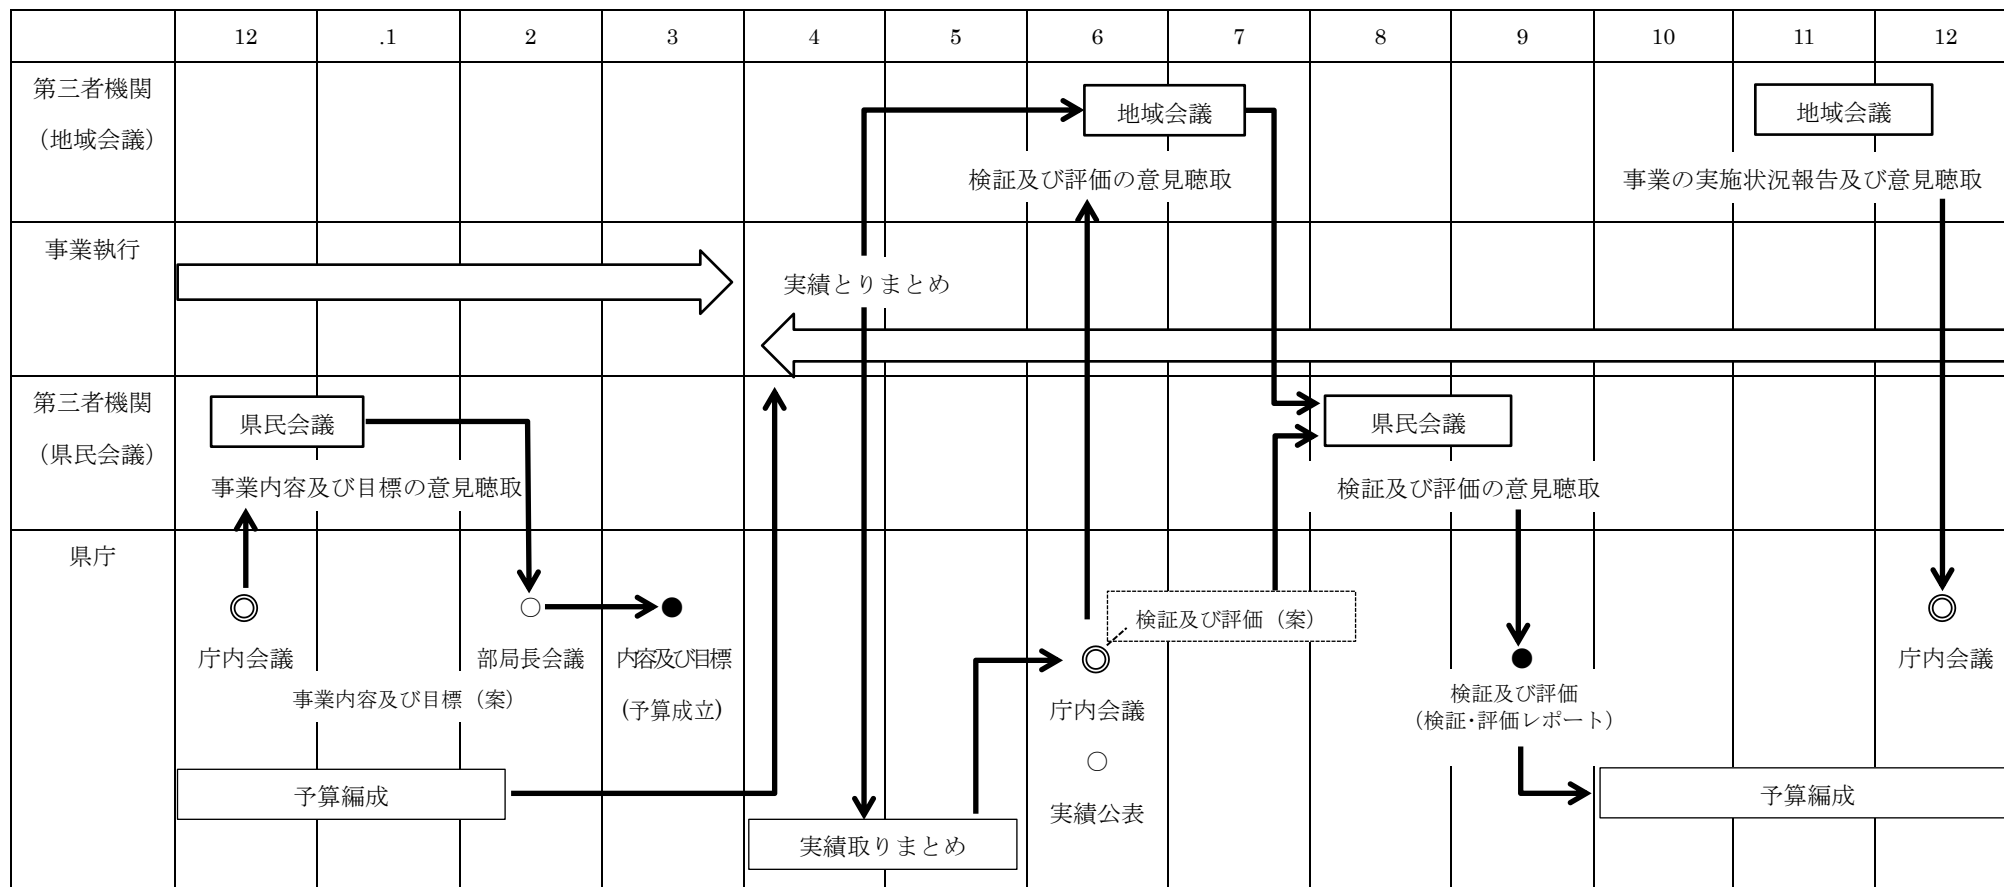 12 .1 2 3 4 5 6 7 8 9 10 11 12
第三者機関
（地域会議）
地域会議
地域会議
検証及び評価の意見聴取
事業の実施状況報告及び意見聴取
事業執行
実績とりまとめ
第三者機関
（県民会議）
県民会議
県民会議
事業内容及び目標の意見聴取
検証及び評価の意見聴取
県庁
◎
庁内会議
事業内容及び目標（案）
○
部局長会議
●
内容及び目標
(予算成立)
検証及び評価（案）
◎
庁内会議
○
実績公表
●
検証及び評価
（検証･評価レポート）
◎
庁内会議
予算編成
実績取りまとめ
予算編成